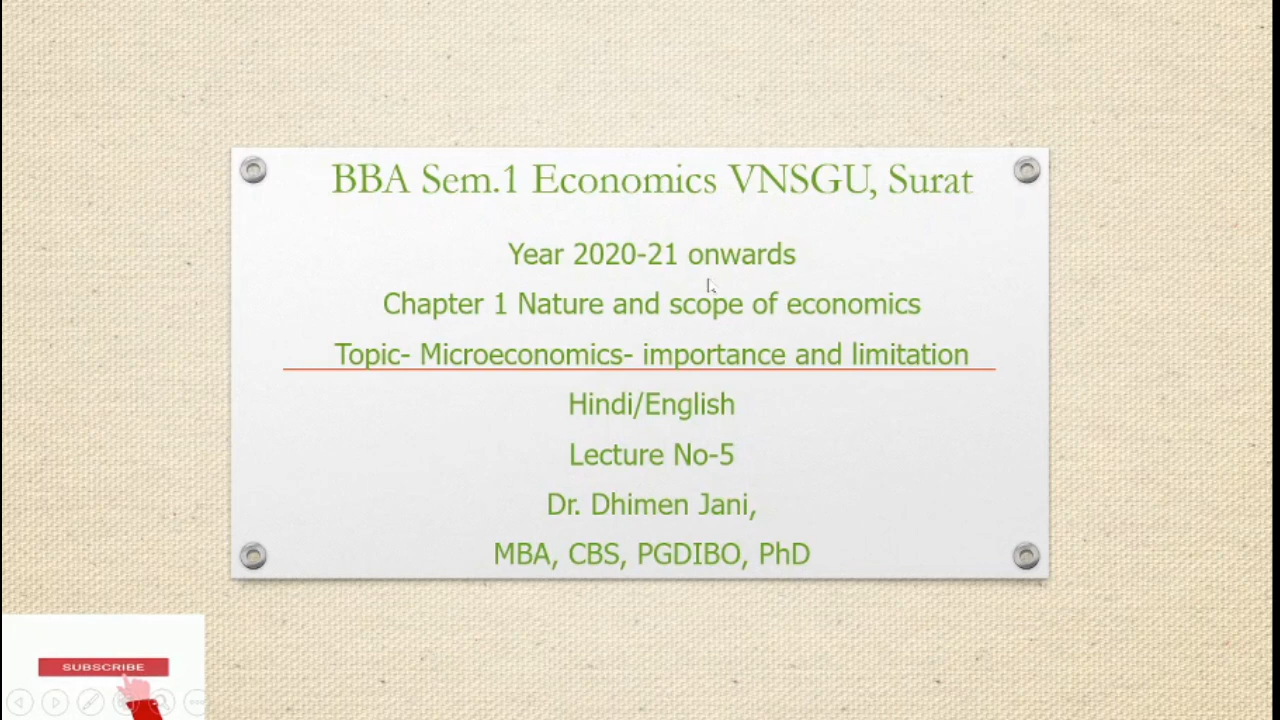 BBA Sem.1 Economics VNSGU, Surat
Year 2020-21 onwards
Chapter 1 Nature and scope of economics
Topic- Microeconomics- importance and limitation
Hindi/English
Lecture No-5
Dr. Dhimen Jani,
MBA, CBS, PGDIBO, PhD
SUBSCRIBE